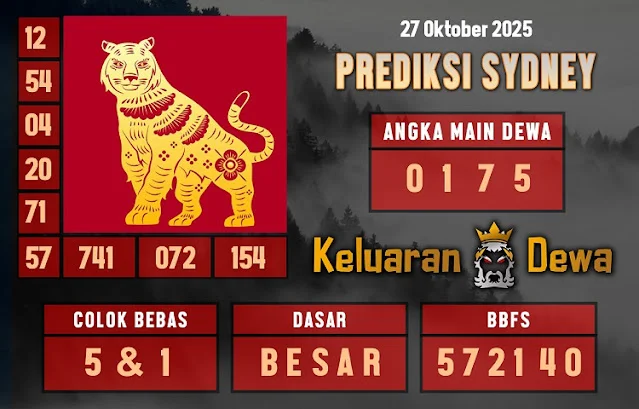 27 Oktober 2025
PREDIKSI SYDNEY
12
54
04
20
71
57 741 072 154
ANGKA MAIN DEWA
0 1 7 5
Keluaran Dewa
COLOK BEBAS
5 & 1
DASAR
BESAR
BBFS
572140